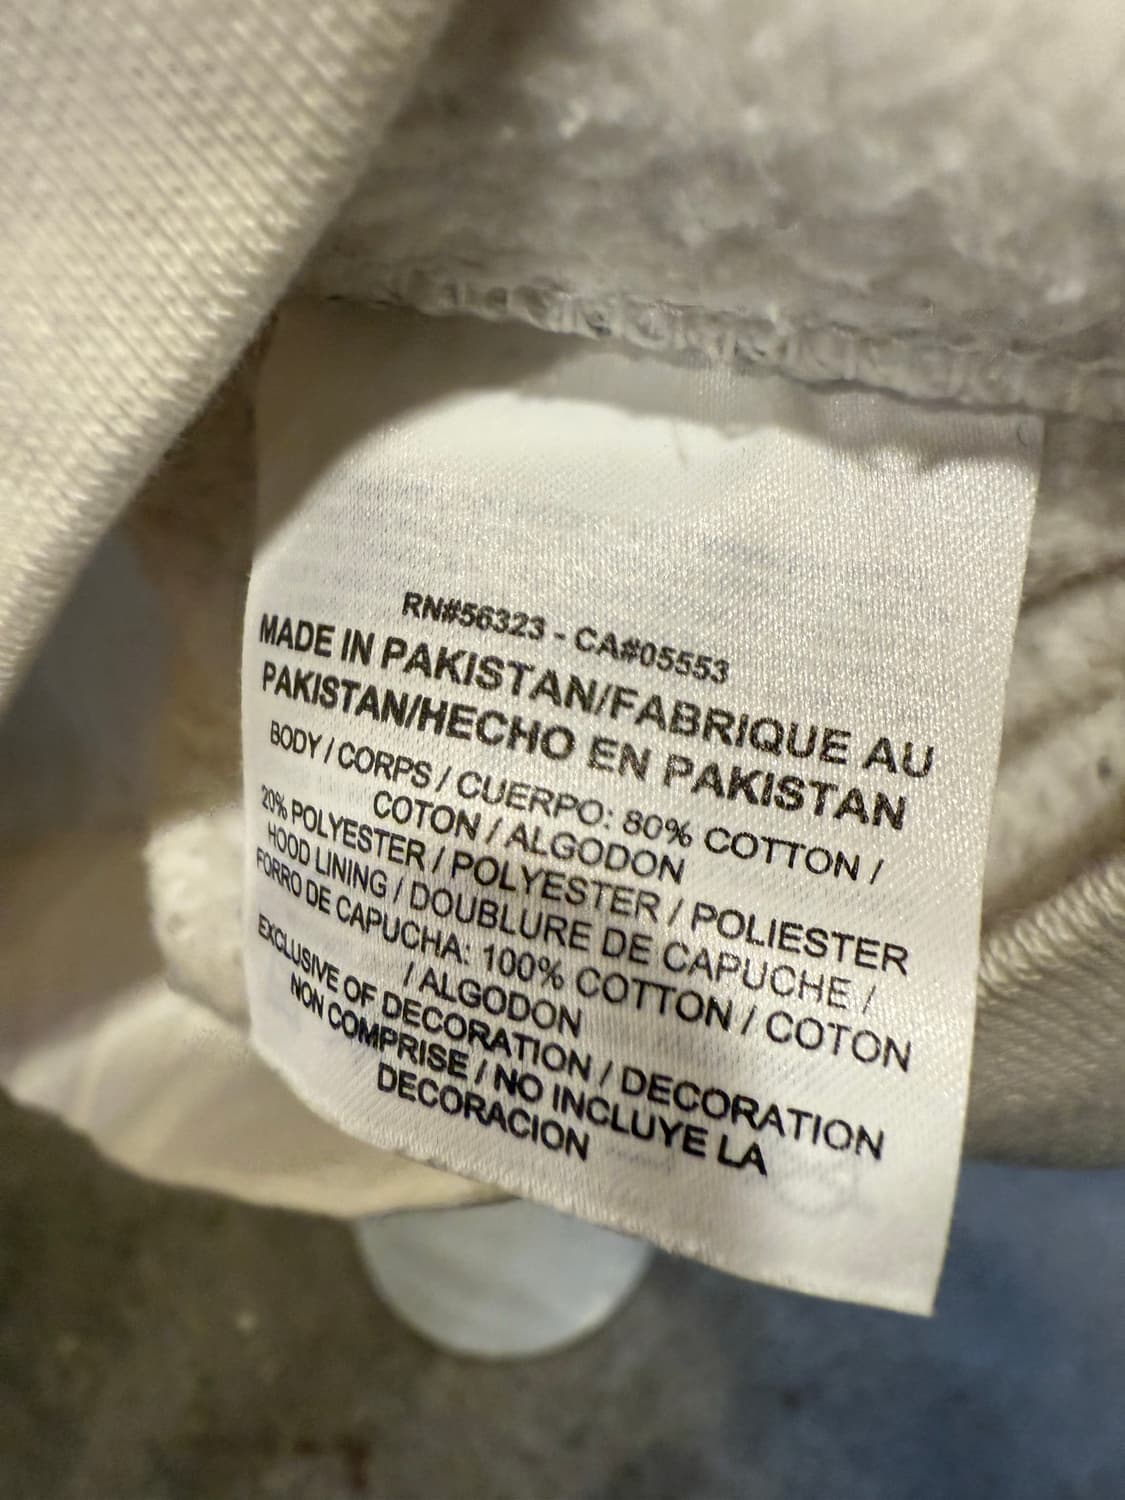 RN#56323 - CA#05553
MADE IN PAKISTAN/FABRIQUE AU
PAKISTAN/HECHO EN PAKISTAN
BODY / CORPS / CUERPO: 80% COTTON /
COTON / ALGODON
20% POLYESTER / POLYESTER / POLIESTER
HOOD LINING / DOUBLURE DE CAPUCHE /
FORRO DE CAPUCHA: 100% COTTON / COTON
/ ALGODON
EXCLUSIVE OF DECORATION / DECORATION
NON COMPRISE / NO INCLUYE LA
DECORACION